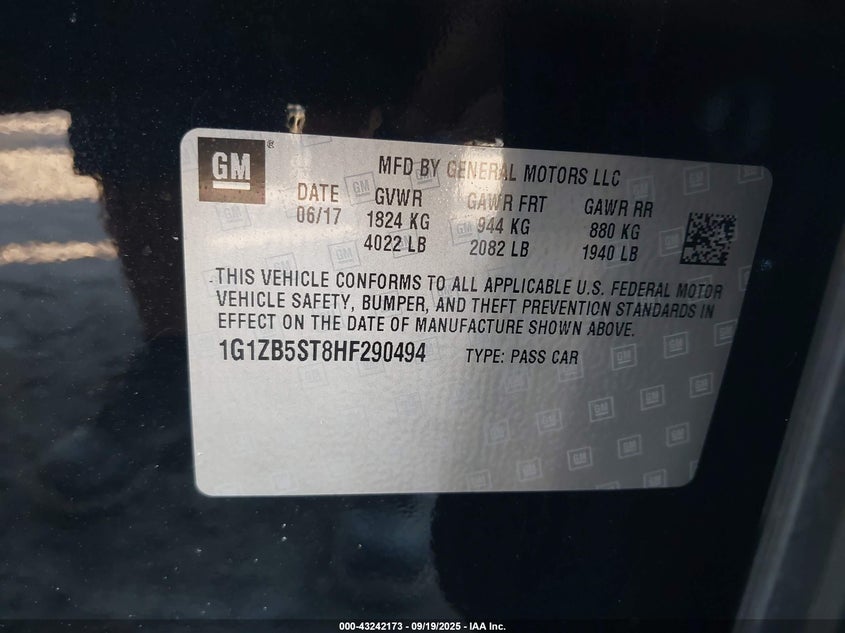 GM ®
MFD BY GENERAL MOTORS LLC
DATE GVWR GAWR FRT GAWR RR
06/17 1824 KG 944 KG 880 KG
4022 LB 2082 LB 1940 LB
THIS VEHICLE CONFORMS TO ALL APPLICABLE U.S. FEDERAL MOTOR
VEHICLE SAFETY, BUMPER, AND THEFT PREVENTION STANDARDS IN
EFFECT ON THE DATE OF MANUFACTURE SHOWN ABOVE.
1G1ZB5ST8HF290494 TYPE: PASS CAR
000-43242173 - 09/19/2025 - IAA Inc.